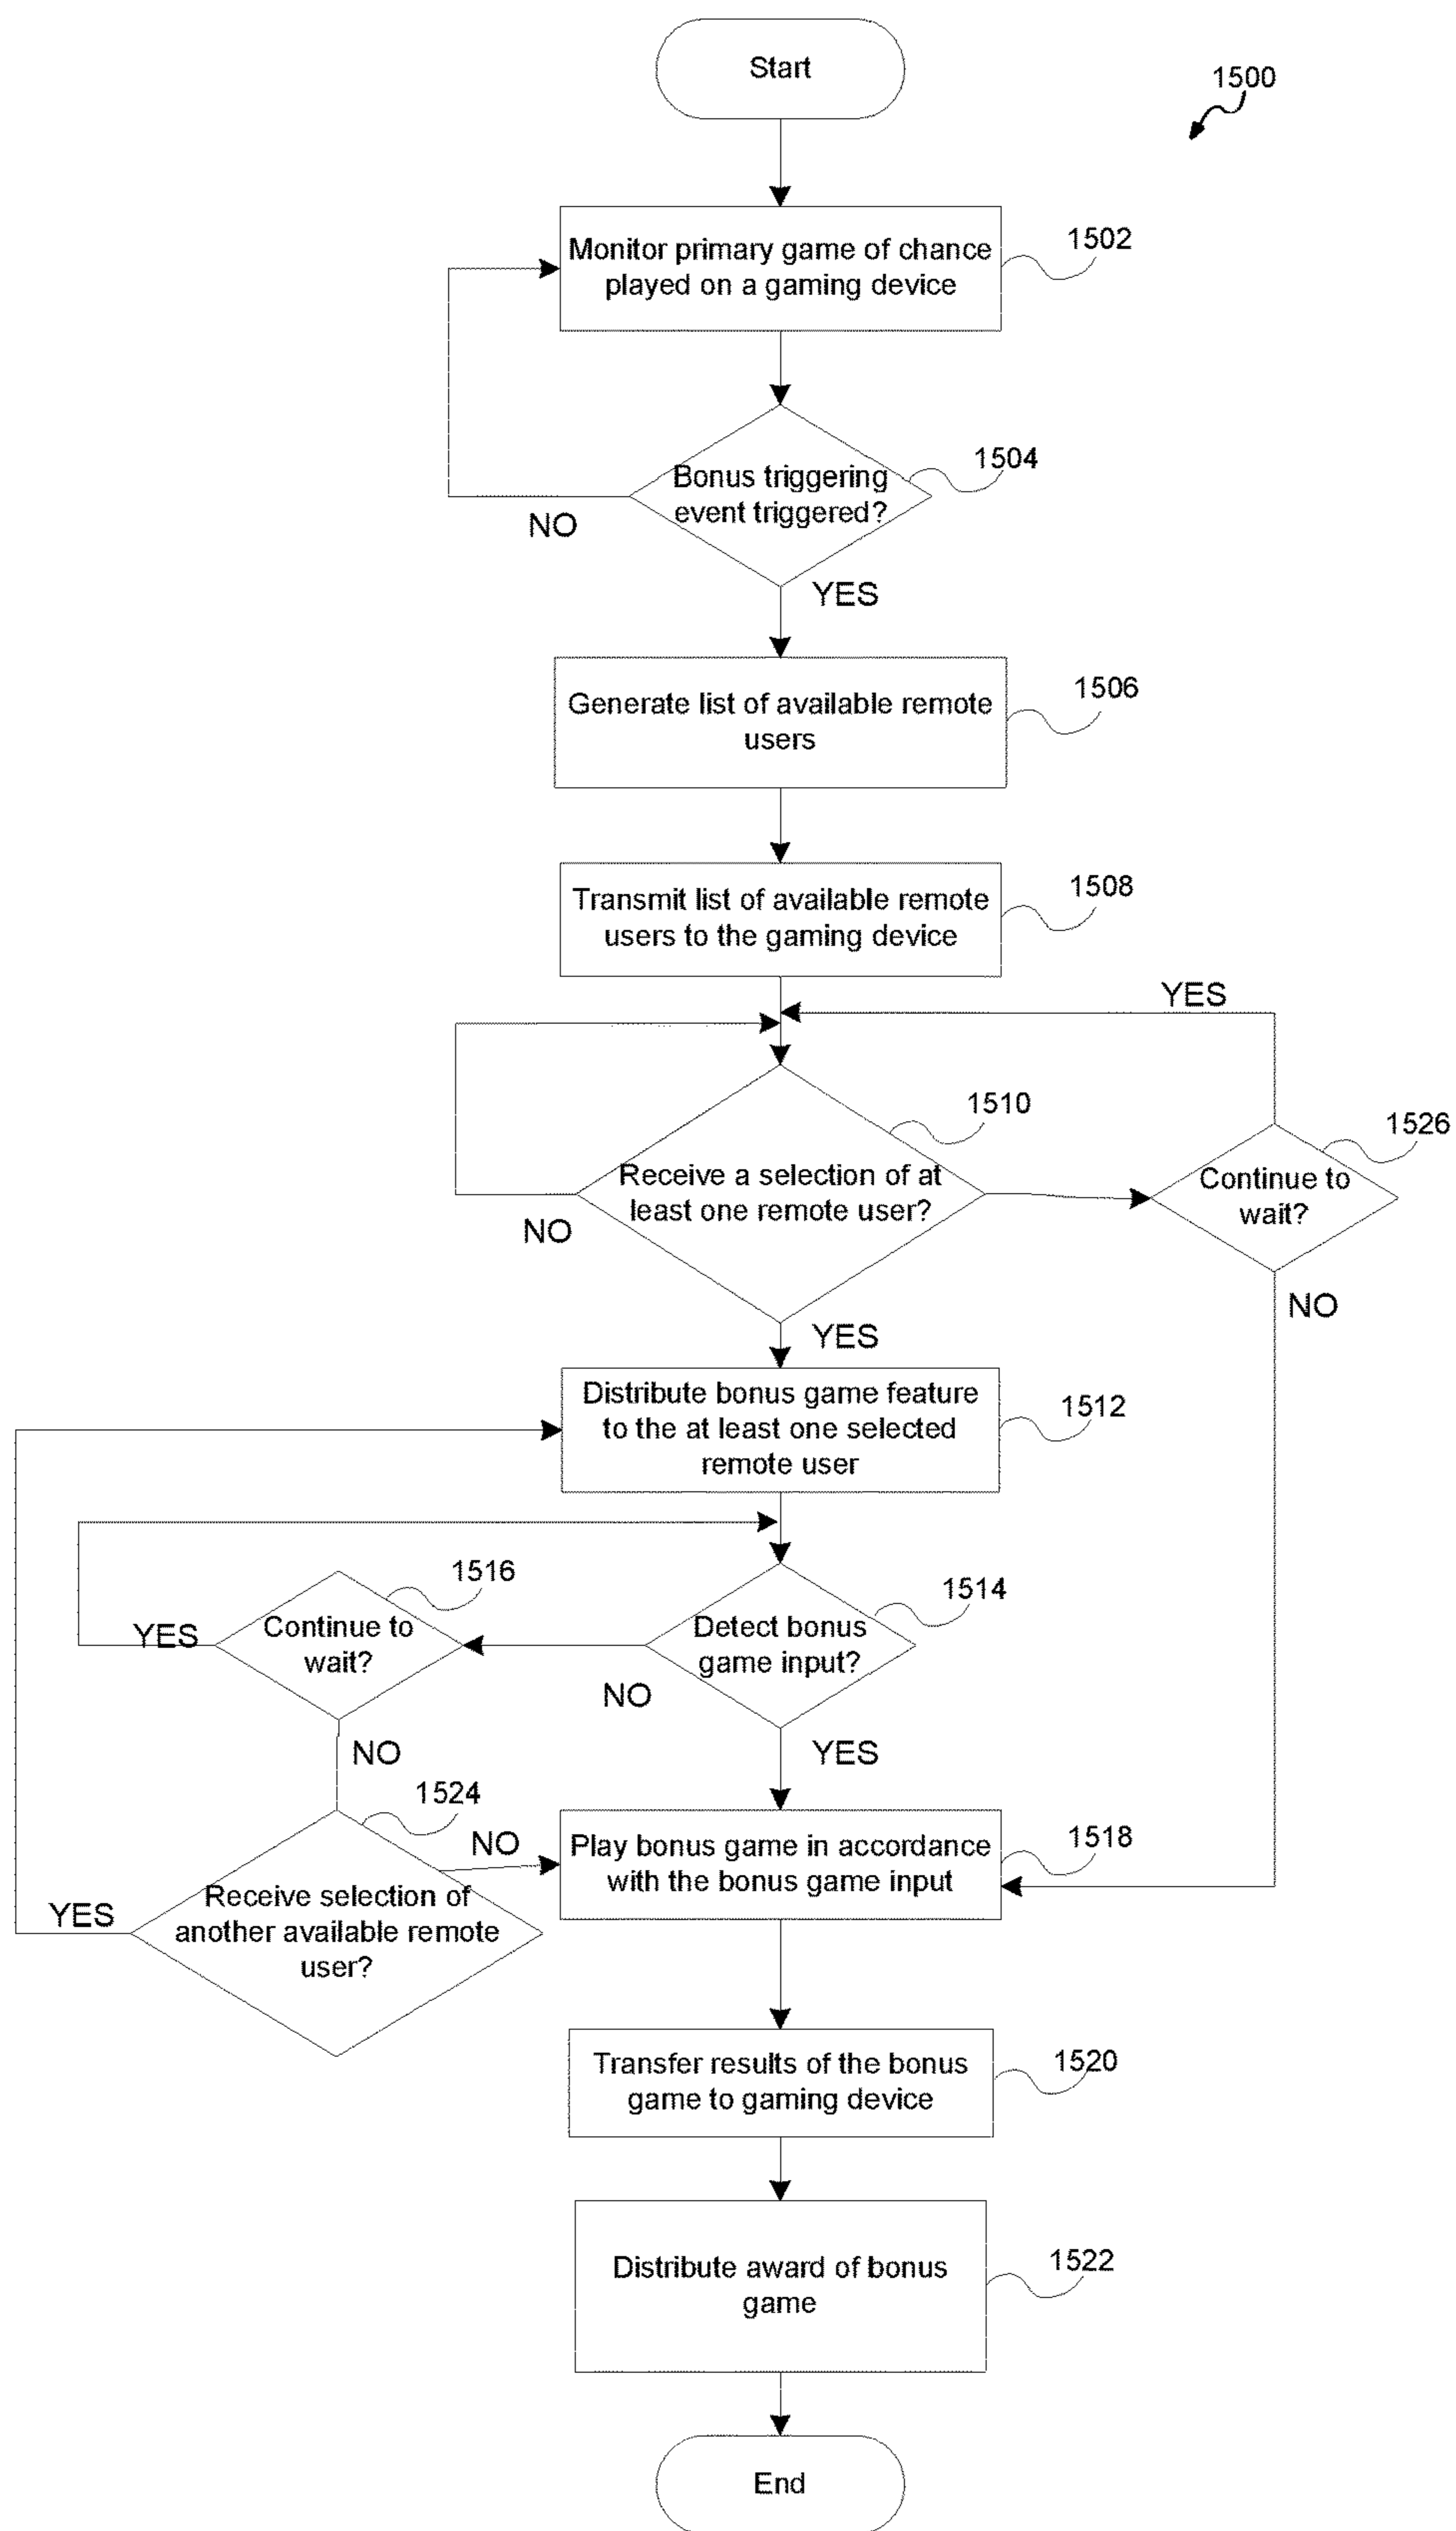 Start
1500
Monitor primary game of chance
played on a gaming device
1502
Bonus triggering
event triggered?
1504
NO
YES
Generate list of available remote
users
1506
Transmit list of available remote
users to the gaming device
1508
YES
Receive a selection of at
least one remote user?
1510
NO
Continue to
wait?
1526
NO
YES
Distribute bonus game feature
to the at least one selected
remote user
1512
Continue to
wait?
1516
YES
Detect bonus
game input?
1514
NO
YES
NO
1524
NO
Receive selection of
another available remote
user?
YES
Play bonus game in accordance
with the bonus game input
1518
Transfer results of the bonus
game to gaming device
1520
Distribute award of bonus
game
1522
End